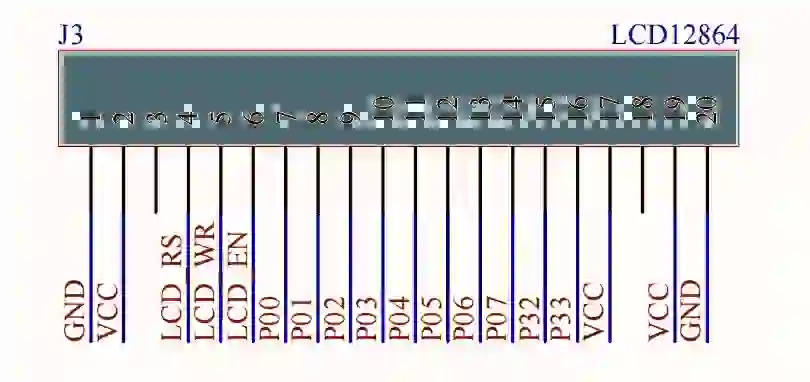 J3 LCD12864
1 2 3 4 5 6 7 8 9 10 11 12 13 14 15 16 17 18 19 20
GND
VCC
LCD_RS
LCD_WR
LCD_EN
P00
P01
P02
P03
P04
P05
P06
P07
P32
P33
VCC
VCC
GND